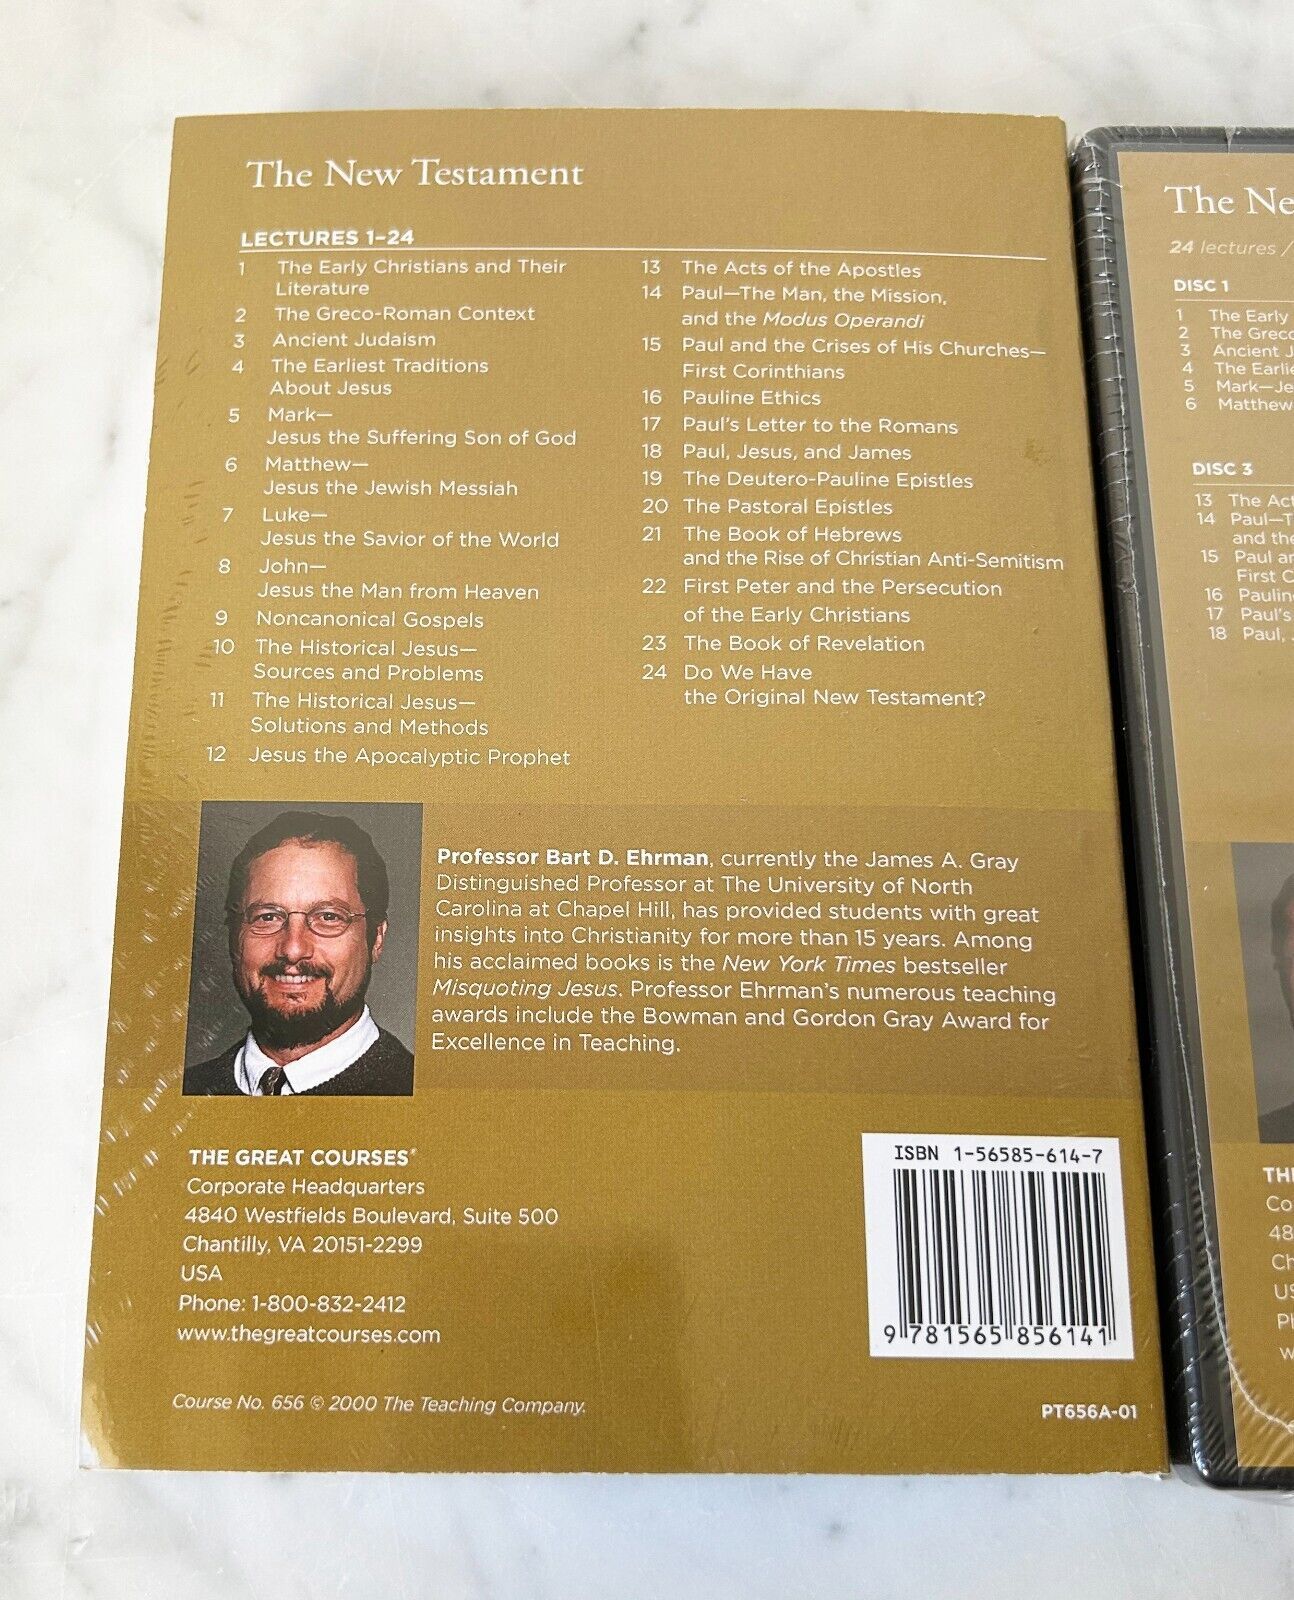 The New Testament
LECTURES 1–24
1 The Early Christians and Their
Literature
2 The Greco-Roman Context
3 Ancient Judaism
4 The Earliest Traditions
About Jesus
5 Mark—
Jesus the Suffering Son of God
6 Matthew—
Jesus the Jewish Messiah
7 Luke—
Jesus the Savior of the World
8 John—
Jesus the Man from Heaven
9 Noncanonical Gospels
10 The Historical Jesus—
Sources and Problems
11 The Historical Jesus—
Solutions and Methods
12 Jesus the Apocalyptic Prophet
13 The Acts of the Apostles
14 Paul—The Man, the Mission,
and the Modus Operandi
15 Paul and the Crises of His Churches—
First Corinthians
16 Pauline Ethics
17 Paul's Letter to the Romans
18 Paul, Jesus, and James
19 The Deutero-Pauline Epistles
20 The Pastoral Epistles
21 The Book of Hebrews
and the Rise of Christian Anti-Semitism
22 First Peter and the Persecution
of the Early Christians
23 The Book of Revelation
24 Do We Have
the Original New Testament?
Professor Bart D. Ehrman, currently the James A. Gray
Distinguished Professor at The University of North
Carolina at Chapel Hill, has provided students with great
insights into Christianity for more than 15 years. Among
his acclaimed books is the New York Times bestseller
Misquoting Jesus. Professor Ehrman's numerous teaching
awards include the Bowman and Gordon Gray Award for
Excellence in Teaching.
THE GREAT COURSES®
Corporate Headquarters
4840 Westfields Boulevard, Suite 500
Chantilly, VA 20151-2299
USA
Phone: 1-800-832-2412
www.thegreatcourses.com
Course No. 656 © 2000 The Teaching Company.
ISBN 1-56585-614-7
9 781565 856141
PT656A-01
The Ne
24 lectures /
DISC 1
1 The Early
2 The Greco
3 Ancient J
4 The Earlie
5 Mark—Je
6 Matthew
DISC 3
13 The Act
14 Paul—T
and the
15 Paul an
First C
16 Pauline
17 Paul's
18 Paul, J
TH
Co
48
Ch
US
Ph
w